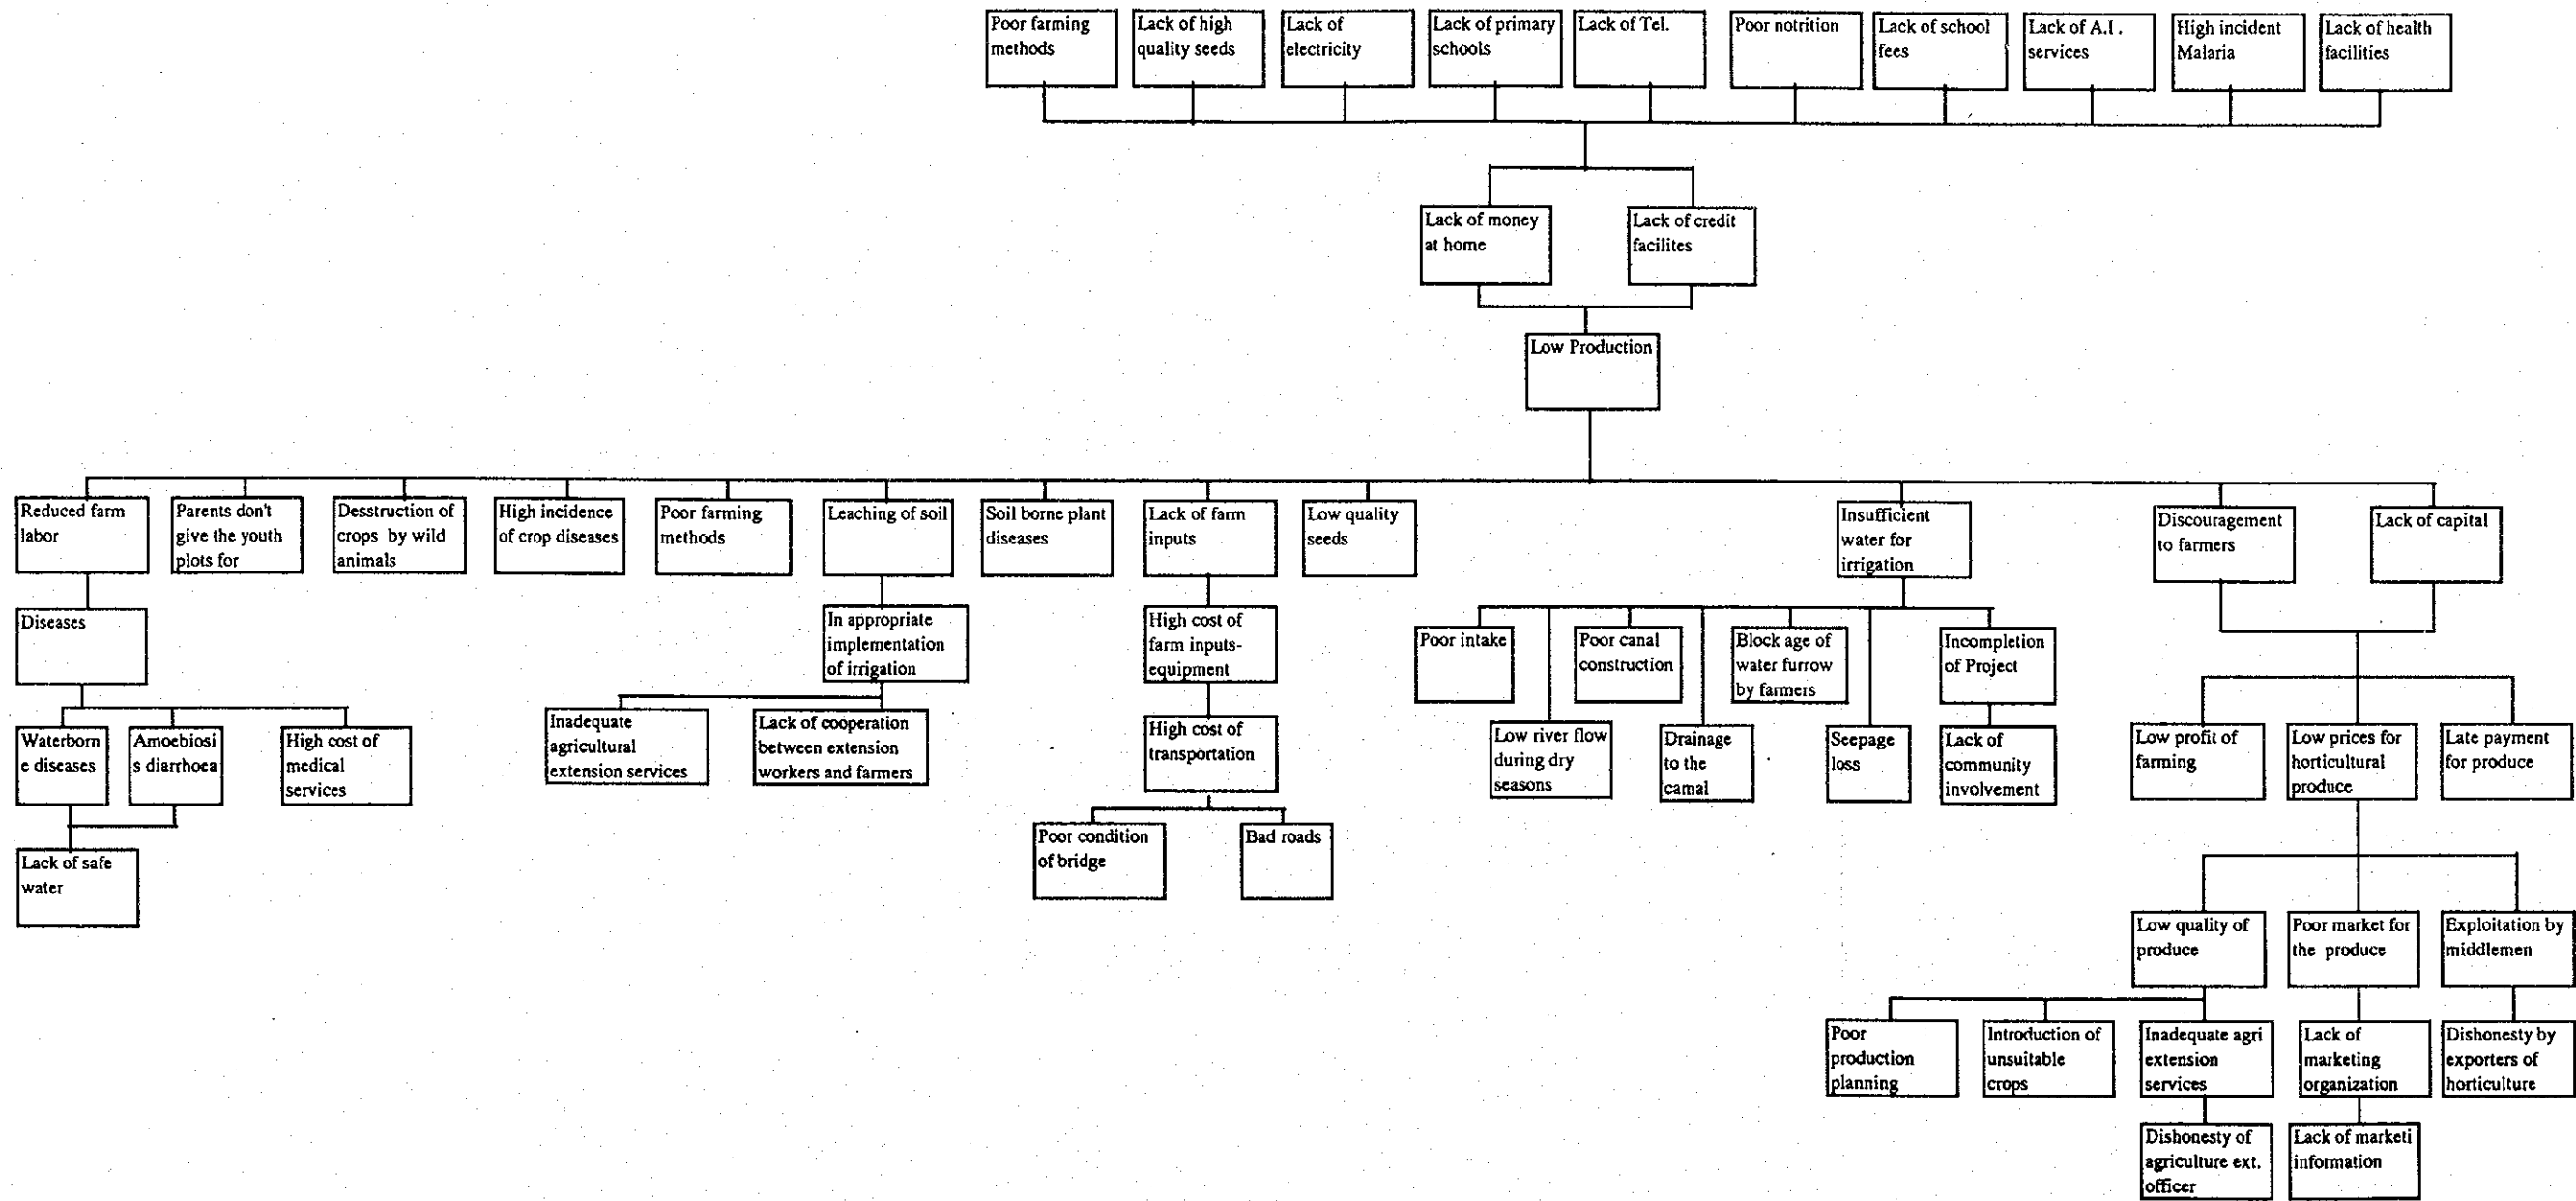 Poor farming
methods
Lack of high
quality seeds
Lack of
electricity
Lack of primary
schools
Lack of Tel.
Poor notrition
Lack of school
fees
Lack of A.I .
services
High incident
Malaria
Lack of health
facilities
Lack of money
at home
Lack of credit
facilites
Low Production
Reduced farm
labor
Parents don't
give the youth
plots for
Desstruction of
crops by wild
animals
High incidence
of crop diseases
Poor farming
methods
Leaching of soil
Soil borne plant
diseases
Lack of farm
inputs
Low quality
seeds
Insufficient
water for
irrigation
Discouragement
to farmers
Lack of capital
Diseases
In appropriate
implementation
of irrigation
High cost of
farm inputs-
equipment
Poor intake
Poor canal
construction
Block age of
water furrow
by farmers
Incompletion
of Project
Waterborn
e diseases
Amoebiosi
s diarrhoea
High cost of
medical
services
Inadequate
agricultural
extension services
Lack of cooperation
between extension
workers and farmers
High cost of
transportation
Low river flow
during dry
seasons
Drainage
to the
camal
Seepage
loss
Lack of
community
involvement
Low profit of
farming
Low prices for
horticultural
produce
Late payment
for produce
Lack of safe
water
Poor condition
of bridge
Bad roads
Low quality of
produce
Poor market for
the produce
Exploitation by
middlemen
Poor
production
planning
Introduction of
unsuitable
crops
Inadequate agri
extension
services
Lack of
marketing
organization
Dishonesty by
exporters of
horticulture
Dishonesty of
agriculture ext.
officer
Lack of marketi
information